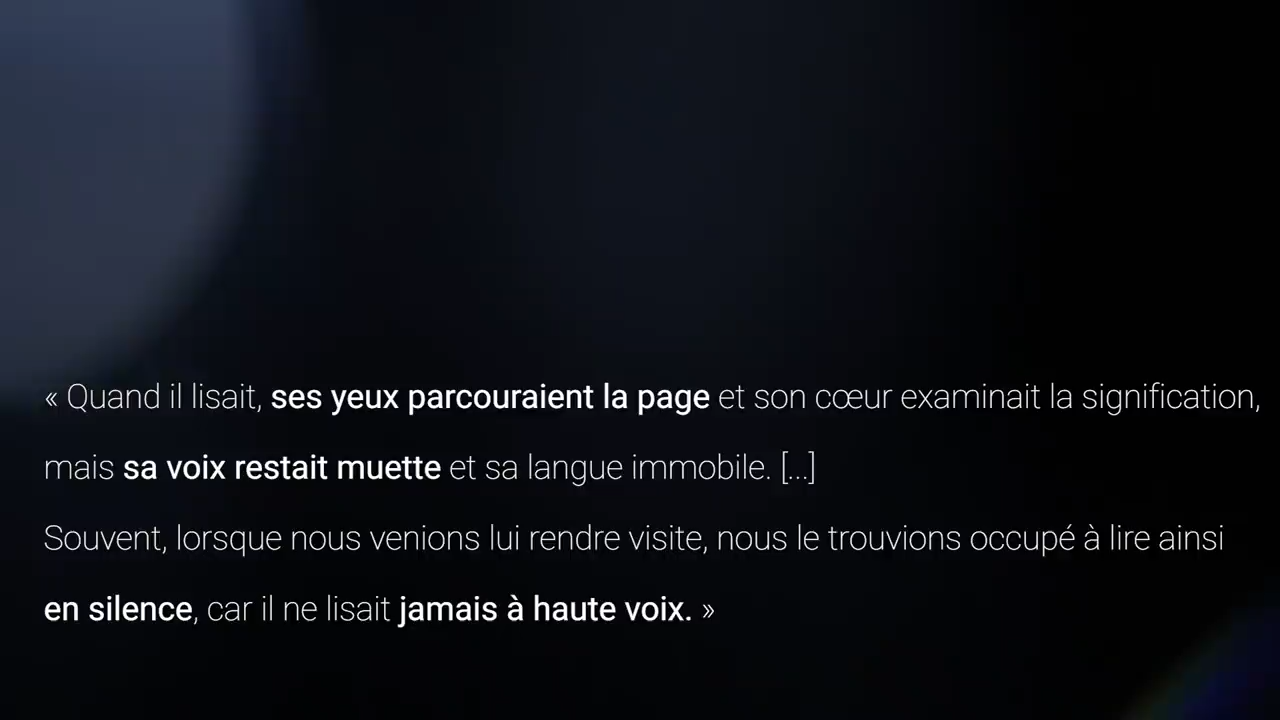 « Quand il lisait, ses yeux parcouraient la page et son cœur examinait la signification,
mais sa voix restait muette et sa langue immobile. [...]
Souvent, lorsque nous venions lui rendre visite, nous le trouvions occupé à lire ainsi
en silence, car il ne lisait jamais à haute voix. »